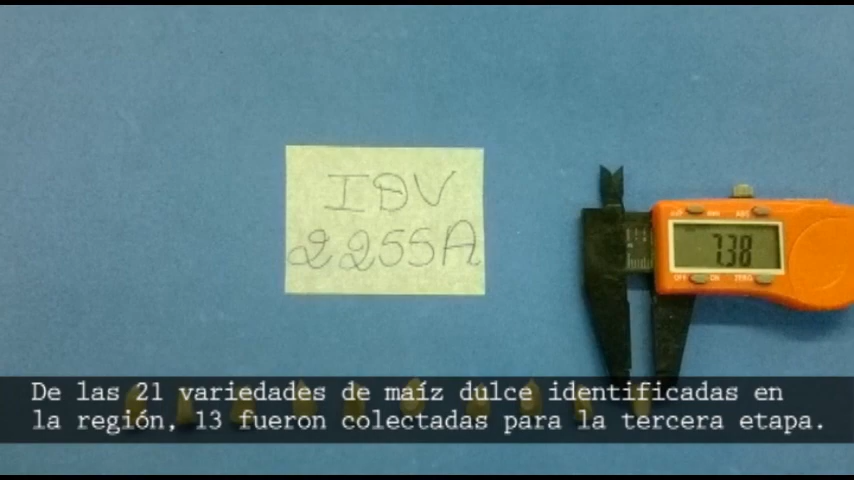 IDV
2255A
7.38
OFF
ON
ZERO
De las 21 variedades de maíz dulce identificadas en
la región, 13 fueron colectadas para la tercera etapa.